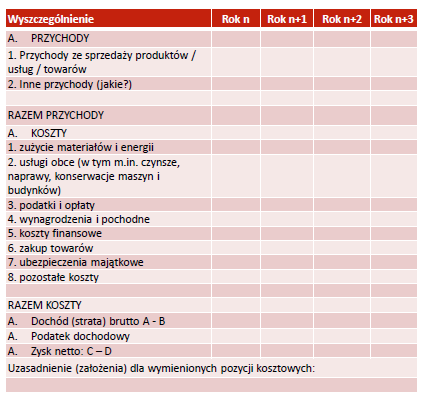 Wyszczególnienie Rok n Rok n+1 Rok n+2 Rok n+3
A. PRZYCHODY
1. Przychody ze sprzedaży produktów /
usług / towarów
2. Inne przychody (jakie?)
RAZEM PRZYCHODY
A. KOSZTY
1. zużycie materiałów i energii
2. usługi obce (w tym m.in. czynsze,
naprawy, konserwacje maszyn i
budynków)
3. podatki i opłaty
4. wynagrodzenia i pochodne
5. koszty finansowe
6. zakup towarów
7. ubezpieczenia majątkowe
8. pozostałe koszty
RAZEM KOSZTY
A. Dochód (strata) brutto A - B
A. Podatek dochodowy
A. Zysk netto: C – D
Uzasadnienie (założenia) dla wymienionych pozycji kosztowych: